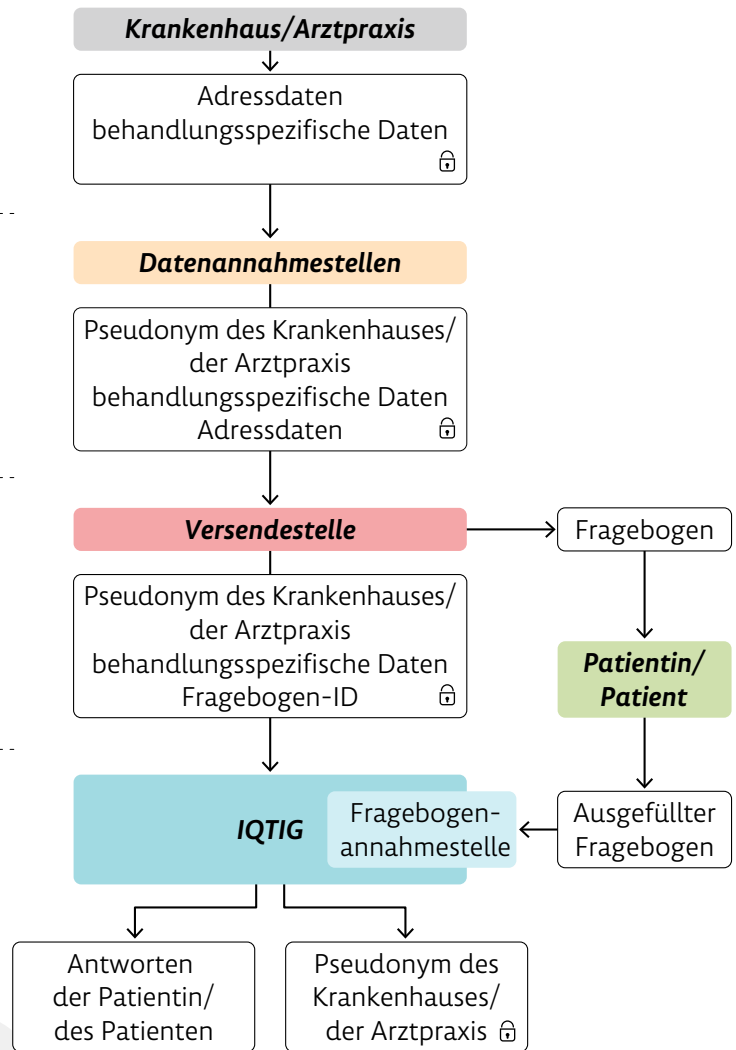 Krankenhaus/Arztpraxis
Adressdaten
behandlungsspezifische Daten
Datenannahmestellen
Pseudonym des Krankenhauses/
der Arztpraxis
behandlungsspezifische Daten
Adressdaten
Versendestelle
Fragebogen
Pseudonym des Krankenhauses/
der Arztpraxis
behandlungsspezifische Daten
Fragebogen-ID
Patientin/
Patient
IQTIG
Fragebogen-
annahmestelle
Ausgefüllter
Fragebogen
Antworten
der Patientin/
des Patienten
Pseudonym des
Krankenhauses/
der Arztpraxis